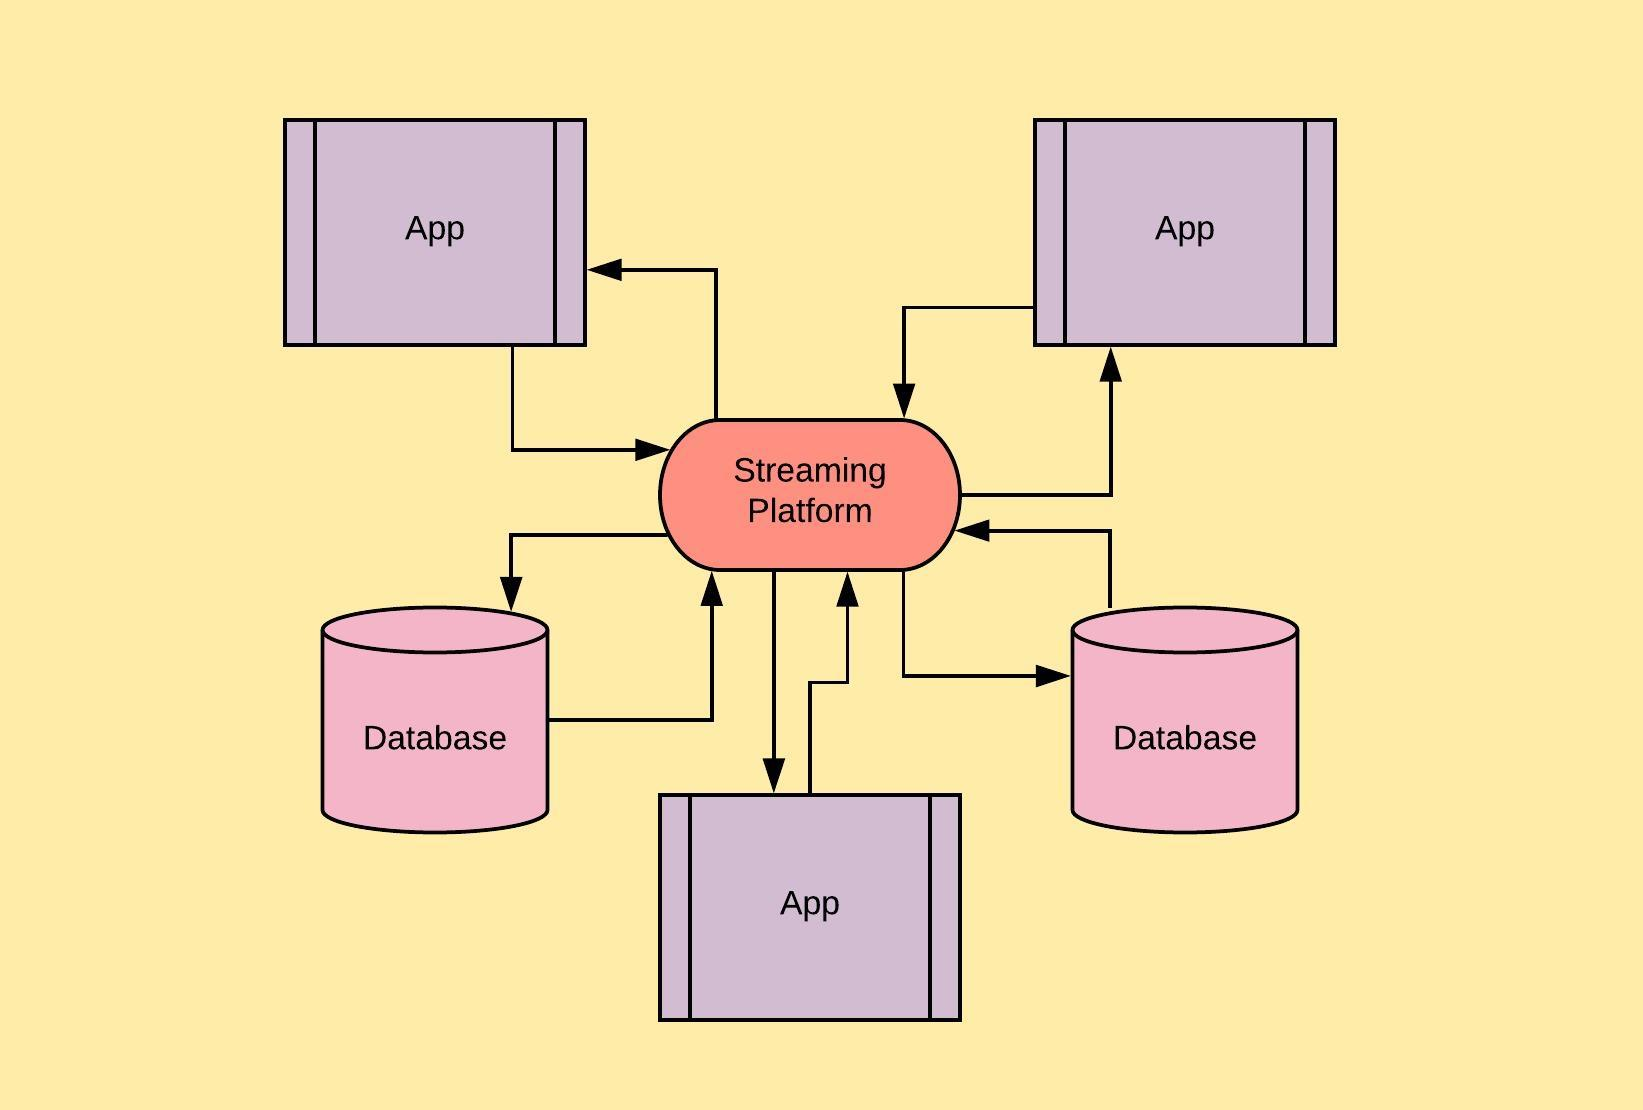 App
App
Streaming
Platform
Database
Database
App